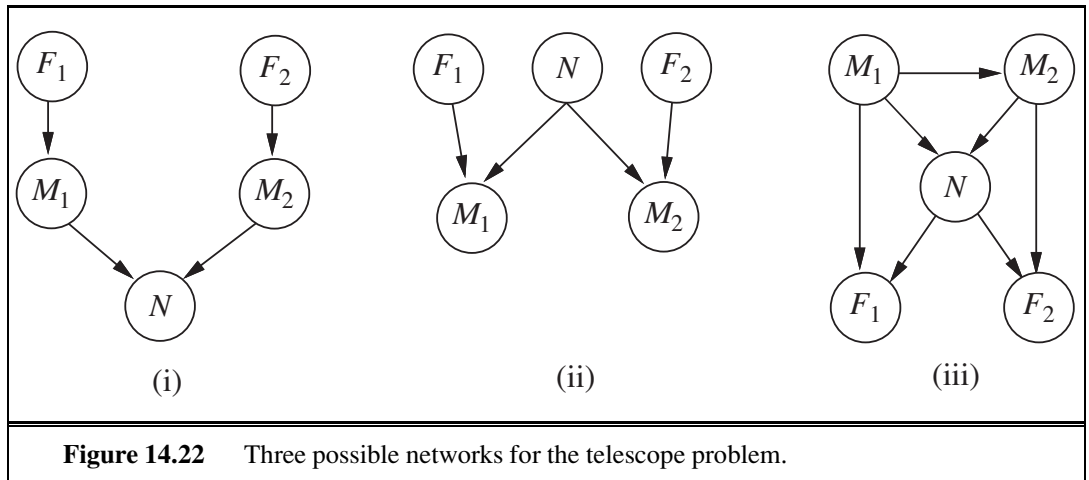 F1 F2 F1 N F2 M1 M2
M1 M2 M1 M2 N
N F1 F2
(i) (ii) (iii)
Figure 14.22 Three possible networks for the telescope problem.